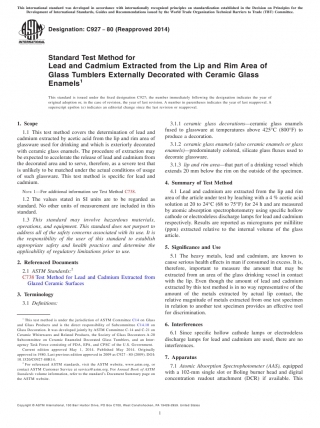 This international standard was developed in accordance with internationally recognized principles on standardization established in the Decision on Principles for the
Development of International Standards, Guides and Recommendations issued by the World Trade Organization Technical Barriers to Trade (TBT) Committee.
Designation: C927 − 80 (Reapproved 2014)
Standard Test Method for
Lead and Cadmium Extracted from the Lip and Rim Area of
Glass Tumblers Externally Decorated with Ceramic Glass
Enamels1
This standard is issued under the fixed designation C927; the number immediately following the designation indicates the year of
original adoption or, in the case of revision, the year of last revision. A number in parentheses indicates the year of last reapproval. A
superscript epsilon (ε) indicates an editorial change since the last revision or reapproval.
1. Scope
1.1 This test method covers the determination of lead and
cadmium extracted by acetic acid from the lip and rim area of
glassware used for drinking and which is exteriorly decorated
with ceramic glass enamels. The procedure of extraction may
be expected to accelerate the release of lead and cadmium from
the decorated area and to serve, therefore, as a severe test that
is unlikely to be matched under the actual conditions of usage
of such glassware. This test method is specific for lead and
cadmium.
NOTE 1—For additional information see Test Method C738.
1.2 The values stated in SI units are to be regarded as
standard. No other units of measurement are included in this
standard.
1.3 This standard may involve hazardous materials,
operations, and equipment. This standard does not purport to
address all of the safety concerns associated with its use. It is
the responsibility of the user of this standard to establish
appropriate safety and health practices and determine the
applicability of regulatory limitations prior to use.
2. Referenced Documents
2.1 ASTM Standards:2
C738 Test Method for Lead and Cadmium Extracted from
Glazed Ceramic Surfaces
3. Terminology
3.1 Definitions:
1 This test method is under the jurisdiction of ASTM Committee C14 on Glass
and Glass Products and is the direct responsibility of Subcommittee C14.10 on
Glass Decoration. It was developed jointly by ASTM Committee C-14 and C-21 on
Ceramic Whitewares and Related Products, the Society of Glass Decorators A-20
Subcommittee on Ceramic Enameled Decorated Glass Tumblers, and an Inter-
agency Task Force consisting of FDA, EPA, and CPSC of the U.S. Government.
Current edition approved May 1, 2014. Published May 2014. Originally
approved in 1980. Last previous edition approved in 2009 as C927 – 80 (2009). DOI:
10.1520/C0927-80R14.
2 For referenced ASTM standards, visit the ASTM website, www.astm.org, or
contact ASTM Customer Service at service@astm.org. For Annual Book of ASTM
Standards volume information, refer to the standard's Document Summary page on
the ASTM website.
3.1.1 ceramic glass decorations—ceramic glass enamels
fused to glassware at temperatures above 425°C (800°F) to
produce a decoration.
3.1.2 ceramic glass enamels (also ceramic enamels or glass
enamels)—predominately colored, silicate glass fluxes used to
decorate glassware.
3.1.3 lip and rim area—that part of a drinking vessel which
extends 20 mm below the rim on the outside of the specimen.
4. Summary of Test Method
4.1 Lead and cadmium are extracted from the lip and rim
area of the article under test by leaching with a 4 % acetic acid
solution at 20 to 24°C (68 to 75°F) for 24 h and are measured
by atomic absorption spectrophotometry using specific hollow
cathode or electrodeless discharge lamps for lead and cadmium
respectively. Results are reported as micrograms per millilitre
(ppm) extracted relative to the internal volume of the glass
article.
5. Significance and Use
5.1 The heavy metals, lead and cadmium, are known to
cause serious health effects in man if consumed in excess. It is,
therefore, important to measure the amount that may be
extracted from an area of the glass drinking vessel in contact
with the lip. Even though the amount of lead and cadmium
extracted by this test method is in no way representative of the
amount of the metals extracted by actual lip contact, the
relative magnitude of metals extracted from one test specimen
in relation to another test specimen provides an effective tool
for discrimination.
6. Interferences
6.1 Since specific hollow cathode lamps or electrodeless
discharge lamps for lead and cadmium are used, there are no
interferences.
7. Apparatus
7.1 Atomic Absorption Spectrophotometer (AAS), equipped
with a 102-mm single slot or Boling burner head and digital
concentration readout attachment (DCR) if available. This
Copyright © ASTM International, 100 Barr Harbor Drive, PO Box C700, West Conshohocken, PA 19428-2959. United States
1